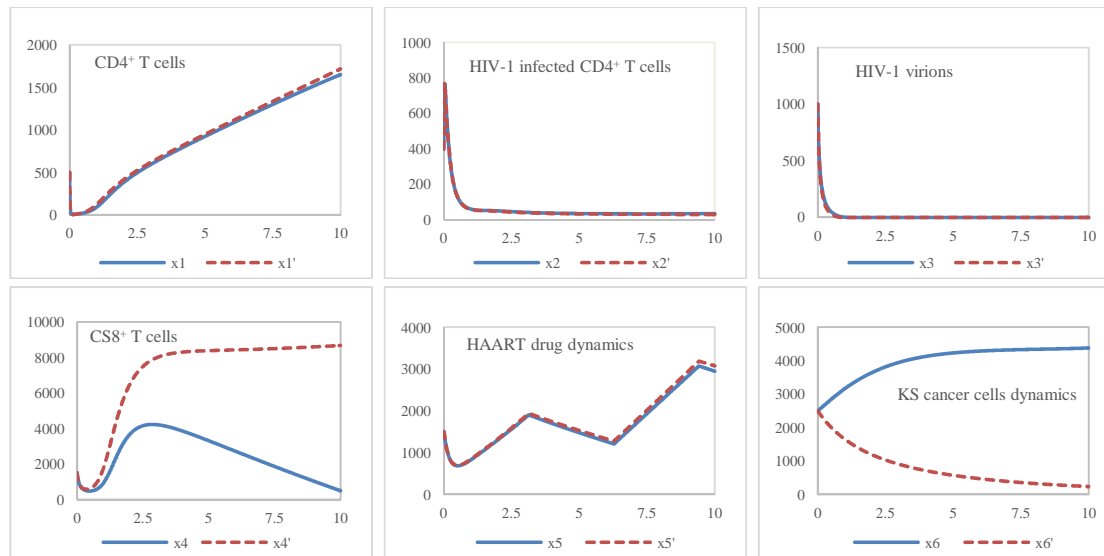 CD4⁺ T cells
2000
1500
1000
500
0
0 2.5 5 7.5 10
x1 x1'
HIV-1 infected CD4⁺ T cells
1000
800
600
400
200
0
0 2.5 5 7.5 10
x2 x2'
HIV-1 virions
1500
1000
500
0
0 2.5 5 7.5 10
x3 x3'
CS8⁺ T cells
10000
8000
6000
4000
2000
0
0 2.5 5 7.5 10
x4 x4'
HAART drug dynamics
4000
3000
2000
1000
0
0 2.5 5 7.5 10
x5 x5'
KS cancer cells dynamics
5000
4000
3000
2000
1000
0
0 2.5 5 7.5 10
x6 x6'